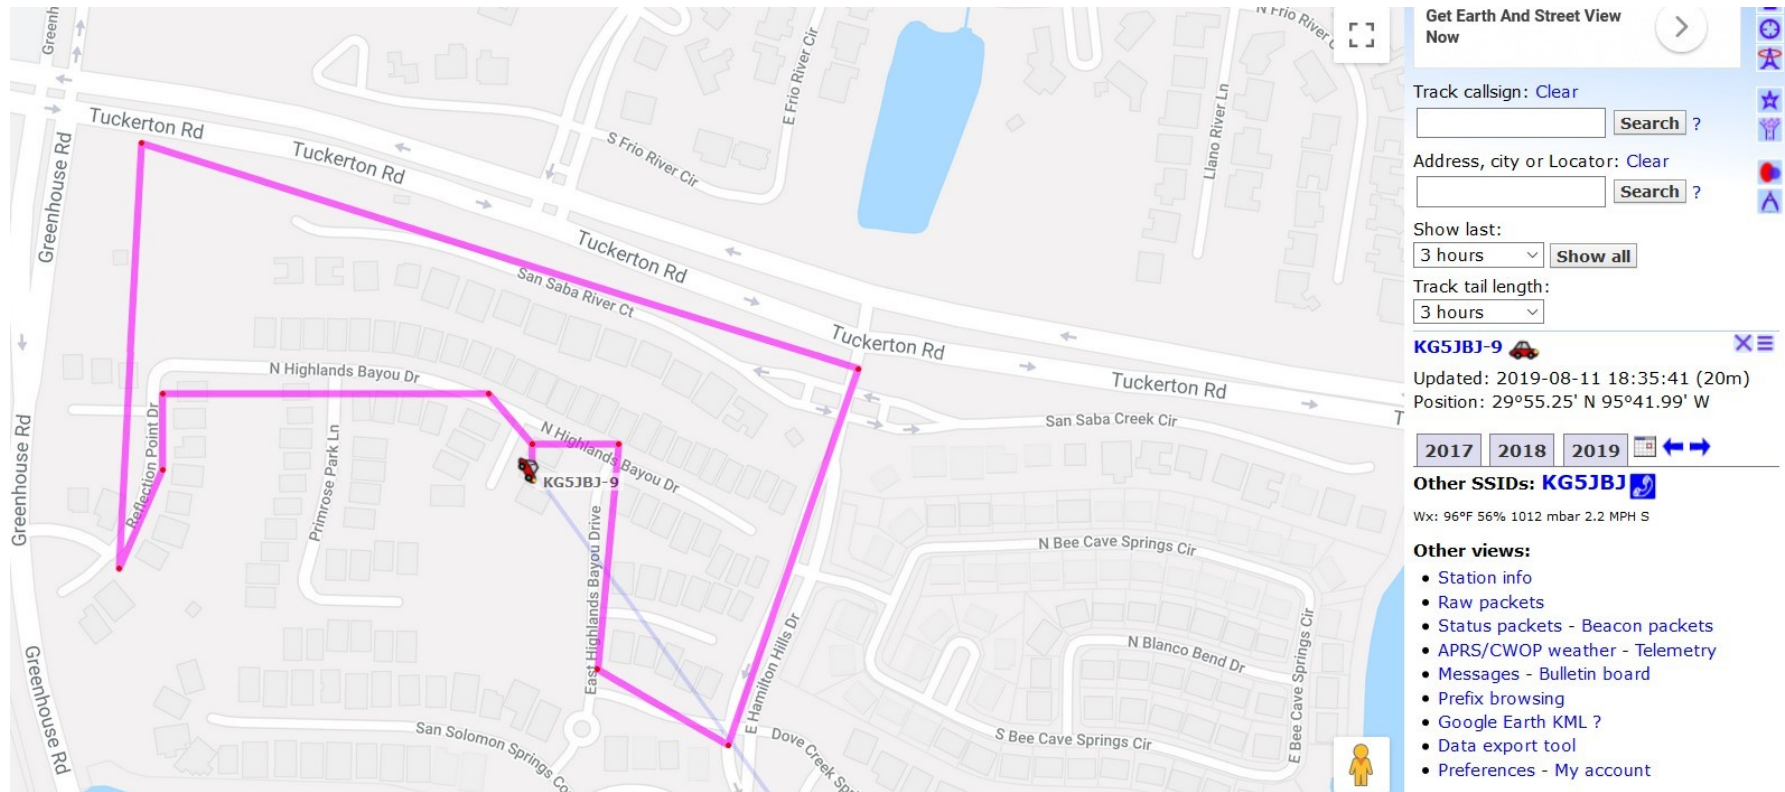 Greenh
N Frio River C
E Frio River Cir
Llano River Ln
Tuckerton Rd
Greenhouse Rd
Tuckerton Rd
S Frio River Cir
Tuckerton Rd
San Saba River Ct
Tuckerton Rd
Tuckerton Rd
T
N Highlands Bayou Dr
San Saba Creek Cir
Reflection Point Dr
Primrose Park Ln
N Highlands Bayou Dr
Greenhouse Rd
KG5JBJ-9
East Highlands Bayou Drive
N Bee Cave Springs Cir
E Hamilton Hills Dr
N Blanco Bend Dr
E Bee Cave Springs Cir
Greenhouse Rd
San Solomon Springs Co
Dove Creek Sp
S Bee Cave Springs Cir
Get Earth And Street View
Now
Track callsign: Clear
Search ?
Address, city or Locator: Clear
Search ?
Show last:
3 hours Show all
Track tail length:
3 hours
KG5JBJ-9
Updated: 2019-08-11 18:35:41 (20m)
Position: 29º55.25' N 95º41.99' W
2017 2018 2019
Other SSIDs: KG5JBJ
Wx: 96ºF 56% 1012 mbar 2.2 MPH S
Other views:
• Station info
• Raw packets
• Status packets - Beacon packets
• APRS/CWOP weather - Telemetry
• Messages - Bulletin board
• Prefix browsing
• Google Earth KML ?
• Data export tool
• Preferences - My account